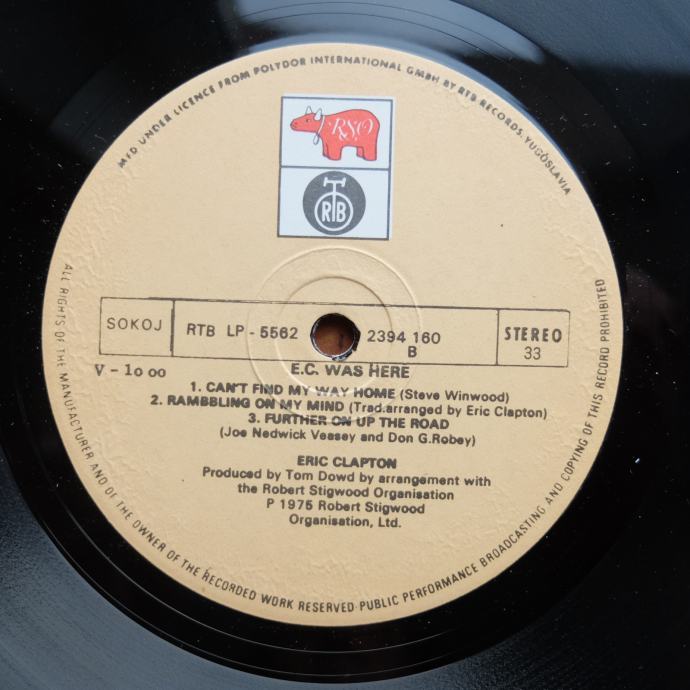 MFD UNDER LICENCE FROM POLYDOR INTERNATIONAL GMBH BY RTB RECORDS, YUGOSLAVIA
RSO
RTB
SOKOJ
RTB LP - 5562
2394 160
B
STEREO
33
V - 1o oo
E.C. WAS HERE
1. CAN'T FIND MY WAY HOME (Steve Winwood)
2. RAMBBLING ON MY MIND (Trad.arranged by Eric Clapton)
3. FURTHER ON UP THE ROAD
(Joe Nedwick Veasey and Don G.Robey)
ERIC CLAPTON
Produced by Tom Dowd by arrangement with
the Robert Stigwood Organisation
P 1975 Robert Stigwood
Organisation, Ltd.
ALL RIGHTS OF THE MANUFACTURER AND OF THE OWNER OF THE RECORDED WORK RESERVED·PUBLIC PERFORMANCE BROADCASTING AND COPYING OF THIS RECORD PROHIBITED